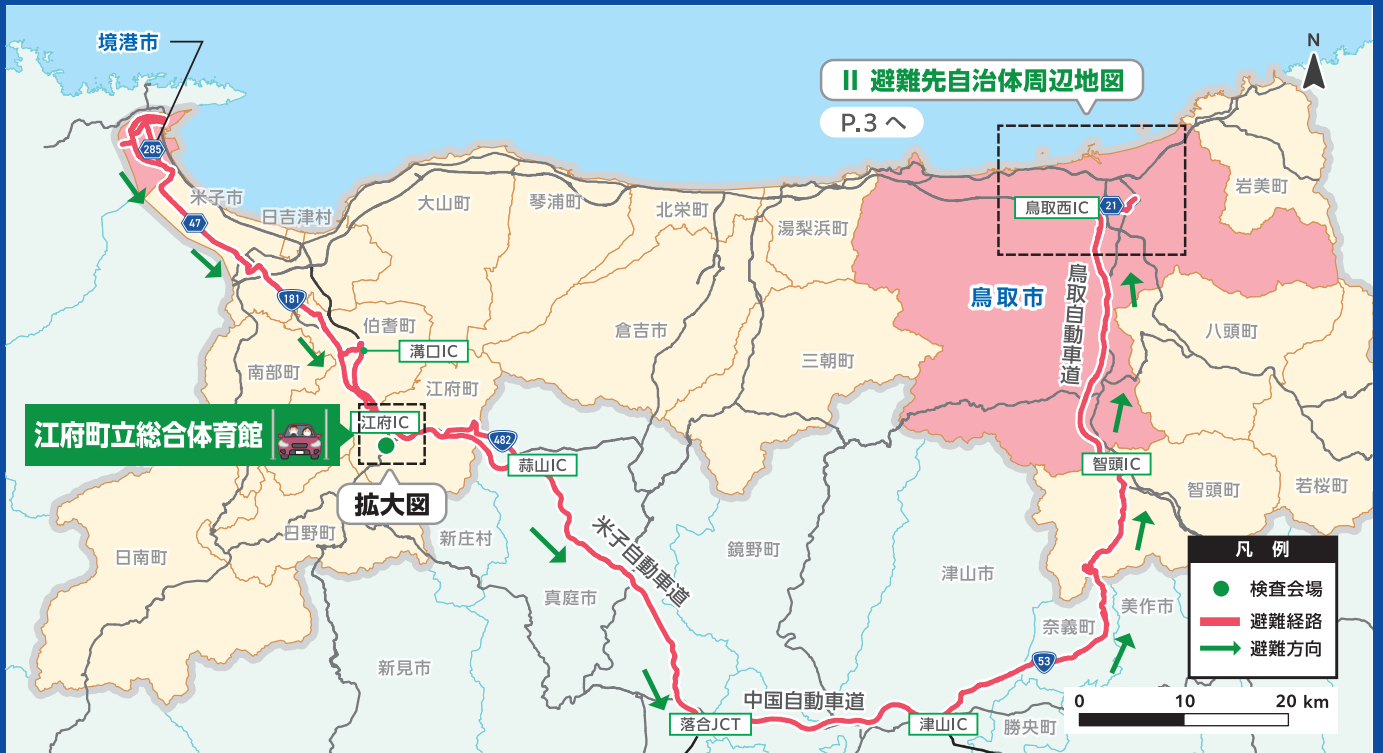 境港市
N
II 避難先自治体周辺地図
P.3 へ
285
米子市
47
日吉津村
大山町
琴浦町
北栄町
湯梨浜町
鳥取西IC
21
岩美町
181
伯耆町
溝口IC
南部町
江府町
倉吉市
三朝町
鳥取市
鳥取自動車道
八頭町
江府町立総合体育館
江府IC
482
蒜山IC
拡大図
智頭IC
智頭町
若桜町
日南町
日野町
新庄村
米子自動車道
鏡野町
津山市
真庭市
新見市
奈義町
美作市
53
中国自動車道
落合JCT
津山IC
勝央町
凡 例
検査会場
避難経路
避難方向
0 10 20 km